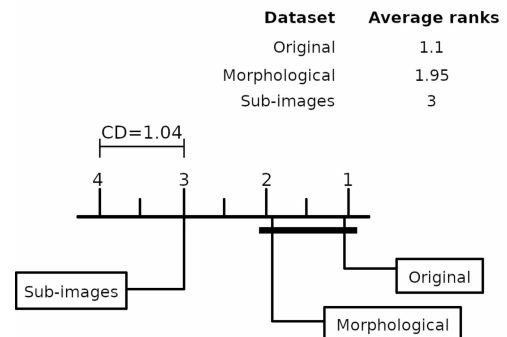 Dataset Average ranks
Original 1.1
Morphological 1.95
Sub-images 3
CD=1.04
4 3 2 1
Original
Sub-images
Morphological